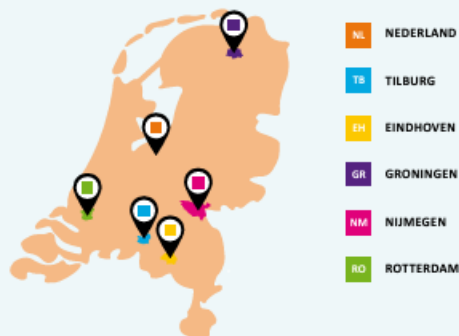 NL NEDERLAND
TB TILBURG
EH EINDHOVEN
GR GRONINGEN
NM NIJMEGEN
RO ROTTERDAM